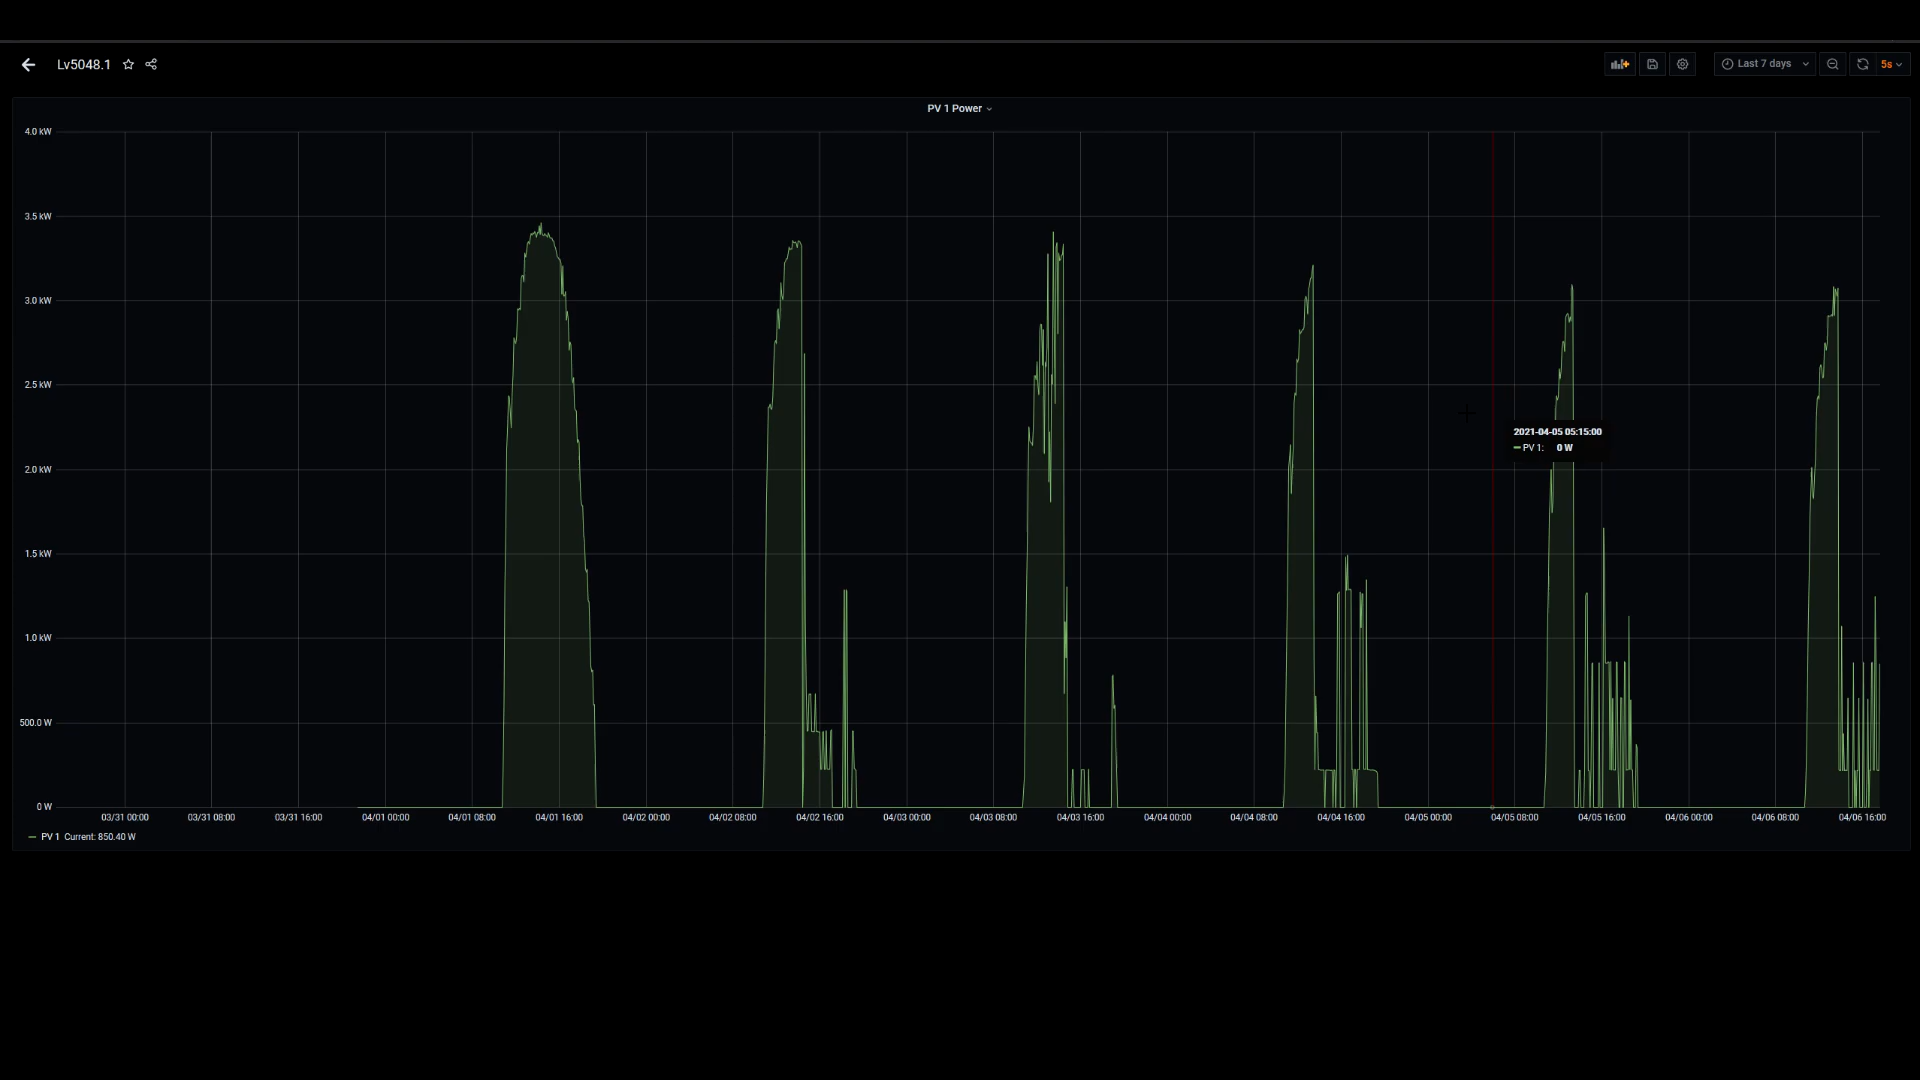 Lv5048.1
Last 7 days
5s
PV 1 Power
4.0 kW
3.5 kW
3.0 kW
2.5 kW
2.0 kW
1.5 kW
1.0 kW
500.0 W
0 W
2021-04-05 05:15:00
PV 1: 0 W
03/31 00:00
03/31 08:00
03/31 16:00
04/01 00:00
04/01 08:00
04/01 16:00
04/02 00:00
04/02 08:00
04/02 16:00
04/03 00:00
04/03 08:00
04/03 16:00
04/04 00:00
04/04 08:00
04/04 16:00
04/05 00:00
04/05 08:00
04/05 16:00
04/06 00:00
04/06 08:00
04/06 16:00
PV 1 Current: 850.40 W